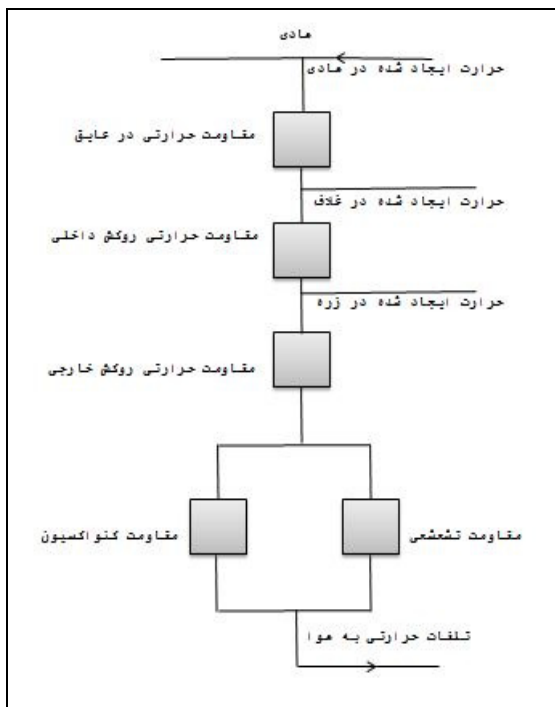 هادی
حرارت ایجاد شده در هادی
مقاومت حرارتی در عایق
حرارت ایجاد شده در غلاف
مقاومت حرارتی روکش داخلی
حرارت ایجاد شده در زره
مقاومت حرارتی روکش خارجی
مقاومت تشعشعی
مقاومت کنواکسیون
تلفات حرارتی به هوا